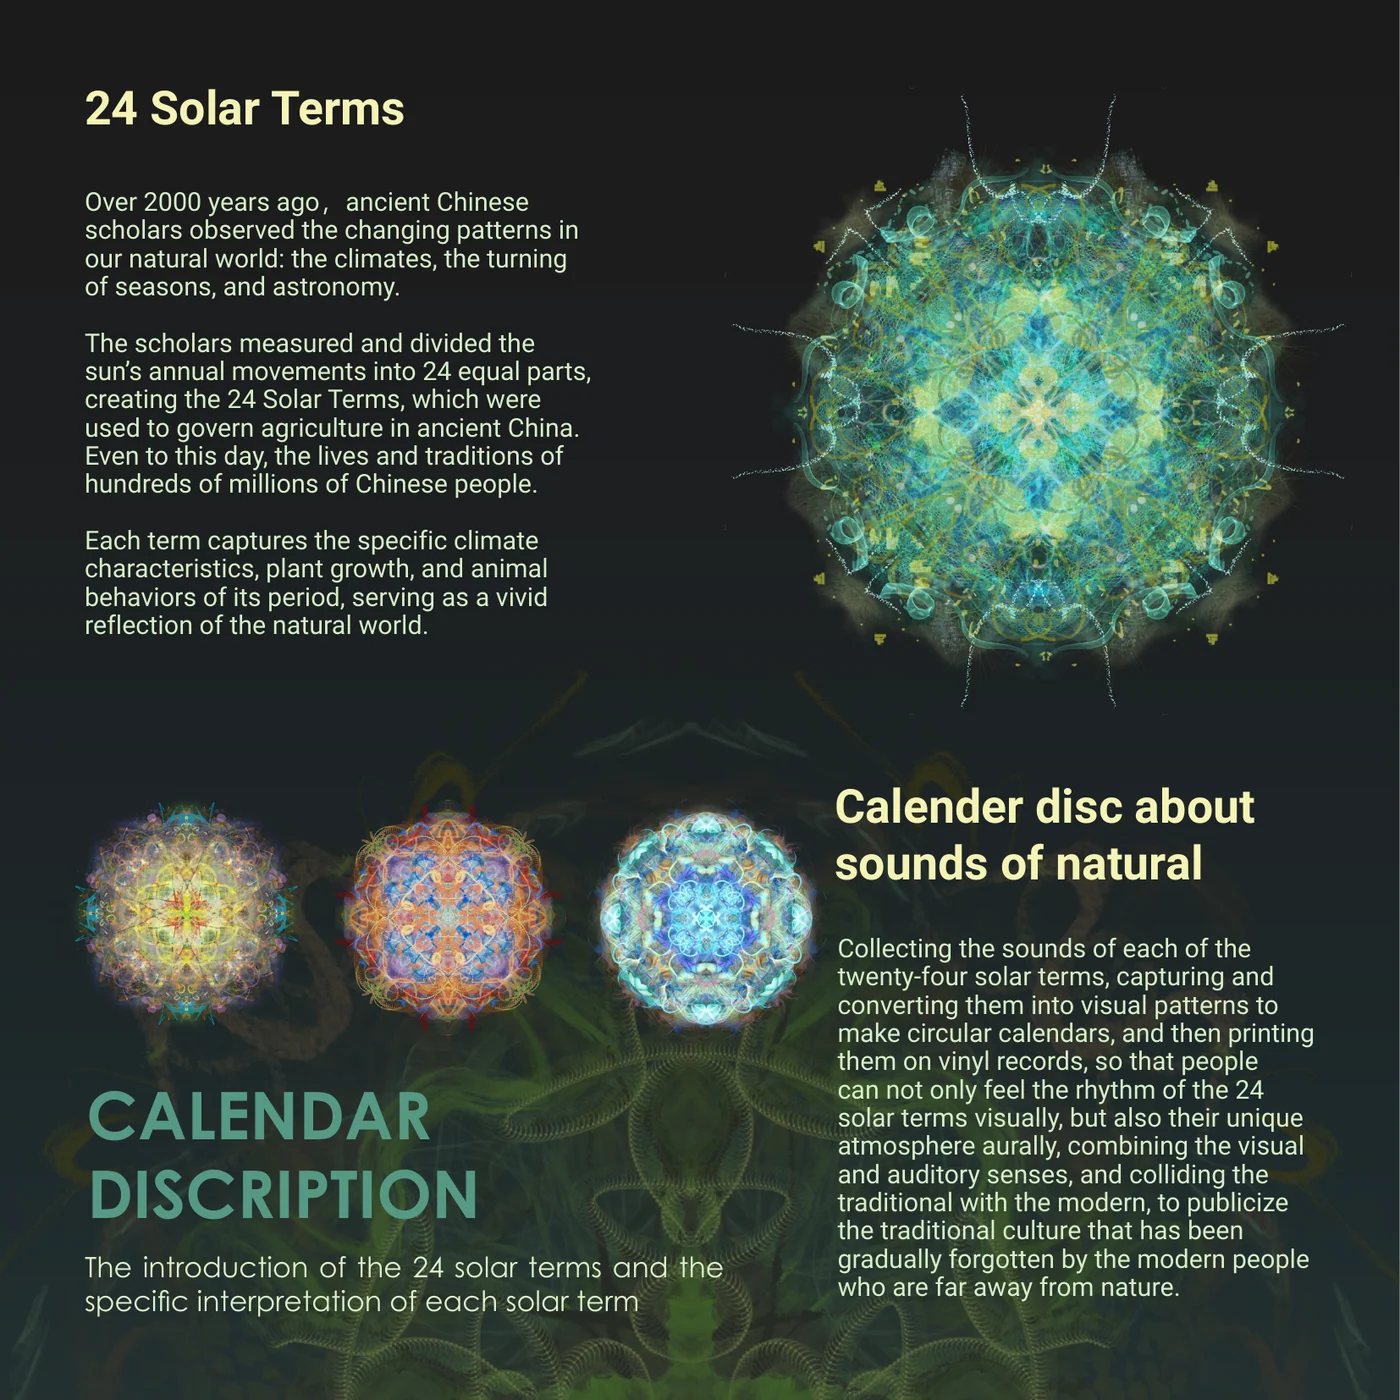 24 Solar Terms
Over 2000 years ago，ancient Chinese
scholars observed the changing patterns in
our natural world: the climates, the turning
of seasons, and astronomy.
The scholars measured and divided the
sun’s annual movements into 24 equal parts,
creating the 24 Solar Terms, which were
used to govern agriculture in ancient China.
Even to this day, the lives and traditions of
hundreds of millions of Chinese people.
Each term captures the specific climate
characteristics, plant growth, and animal
behaviors of its period, serving as a vivid
reflection of the natural world.
Calender disc about
sounds of natural
Collecting the sounds of each of the
twenty-four solar terms, capturing and
converting them into visual patterns to
make circular calendars, and then printing
them on vinyl records, so that people
can not only feel the rhythm of the 24
solar terms visually, but also their unique
atmosphere aurally, combining the visual
and auditory senses, and colliding the
traditional with the modern, to publicize
the traditional culture that has been
gradually forgotten by the modern people
who are far away from nature.
CALENDAR
DISCRIPTION
The introduction of the 24 solar terms and the
specific interpretation of each solar term